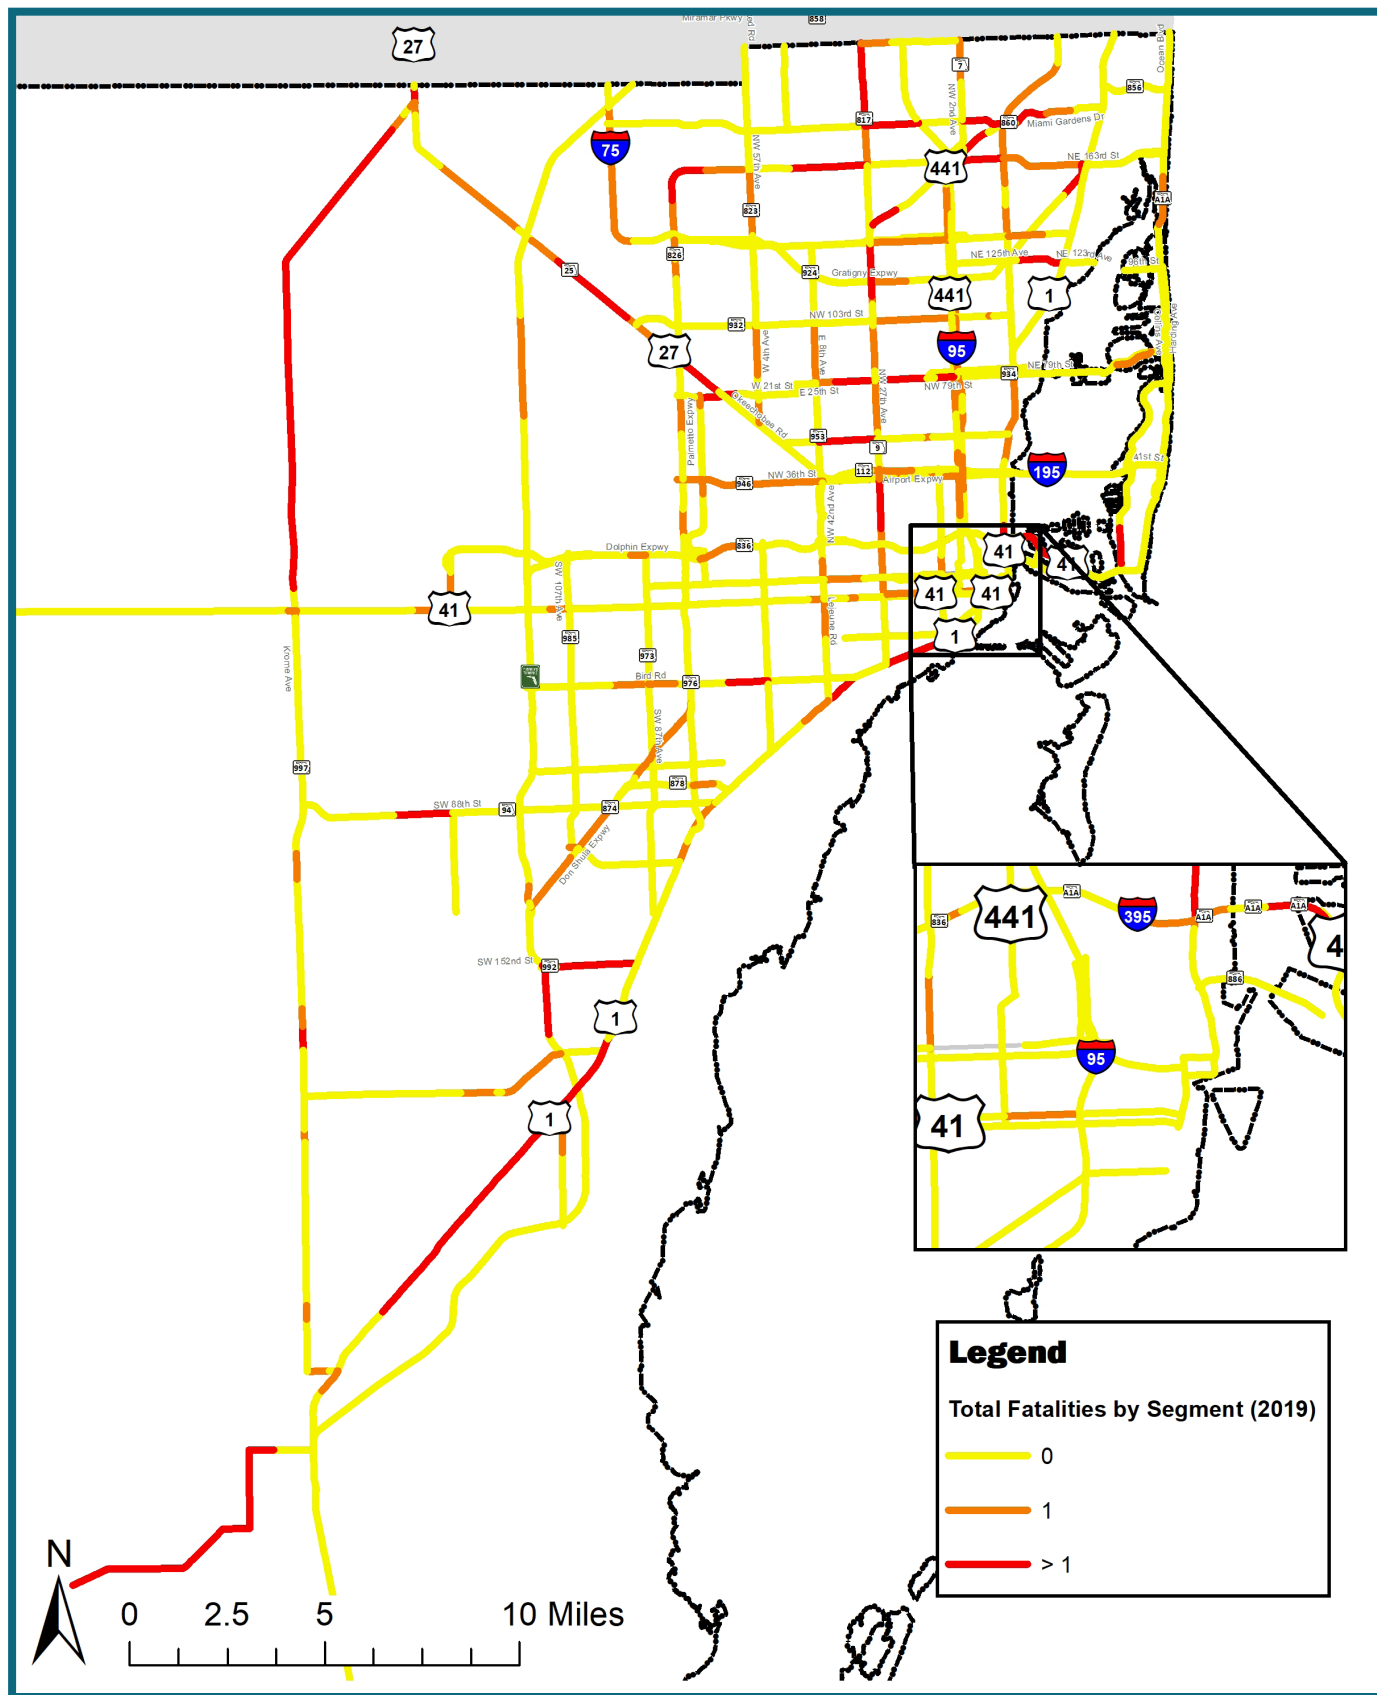 Miramar Pkwy
858
ed Rd
27
Ocean Blvd
7
856
NW 2nd Ave
817
860
Miami Gardens Dr
75
NW 57th Ave
441
NE 163rd St
A1A
823
826
NE 125th Ave
NE 123rd Ave
96th St
25
924
Gratigny Expwy
441
1
Collins Ave
NW 103rd St
932
W 4th Ave
E 8th Ave
27
95
NE 79th St
934
NW 27th Ave
W 21st St
E 25th St
NW 79th St
Okeechobee Rd
Palmetto Expwy
953
9
41st St
NW 36th St
112
195
946
Airport Expwy
NW 42nd Ave
Dolphin Expwy
836
41
41
SW 107th Ave
41
41
41
Lejeune Rd
985
1
973
Krome Ave
Bird Rd
976
SW 87th Ave
997
878
SW 88th St
94
874
Don Shula Expwy
A1A
441
836
395
A1A
A1A
A1A
4
SW 152nd St
992
886
1
95
1
41
Legend
Total Fatalities by Segment (2019)
0
1
> 1
N
0
2.5
5
10 Miles